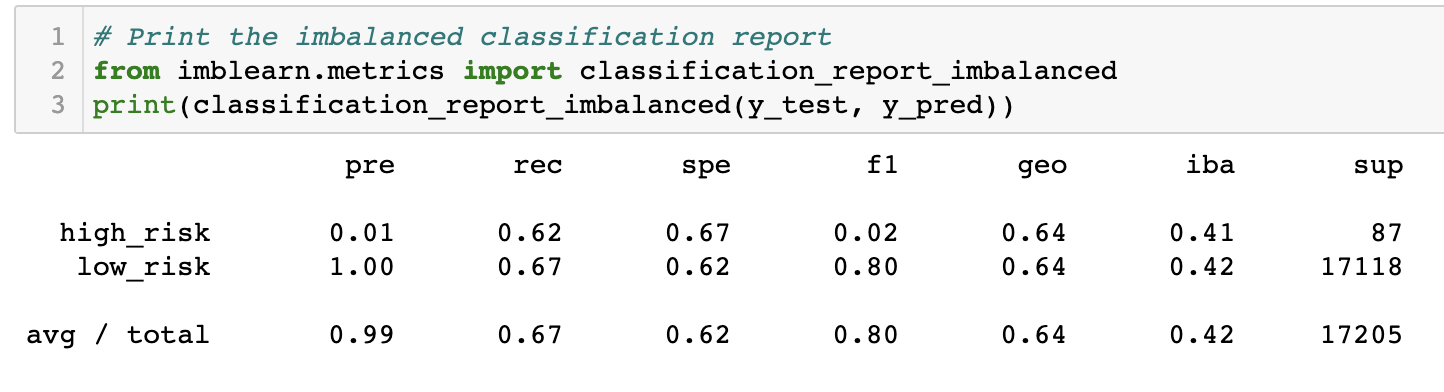 1 # Print the imbalanced classification report
2 from imblearn.metrics import classification_report_imbalanced
3 print(classification_report_imbalanced(y_test, y_pred))
pre rec spe f1 geo iba sup
high_risk 0.01 0.62 0.67 0.02 0.64 0.41 87
low_risk 1.00 0.67 0.62 0.80 0.64 0.42 17118
avg / total 0.99 0.67 0.62 0.80 0.64 0.42 17205